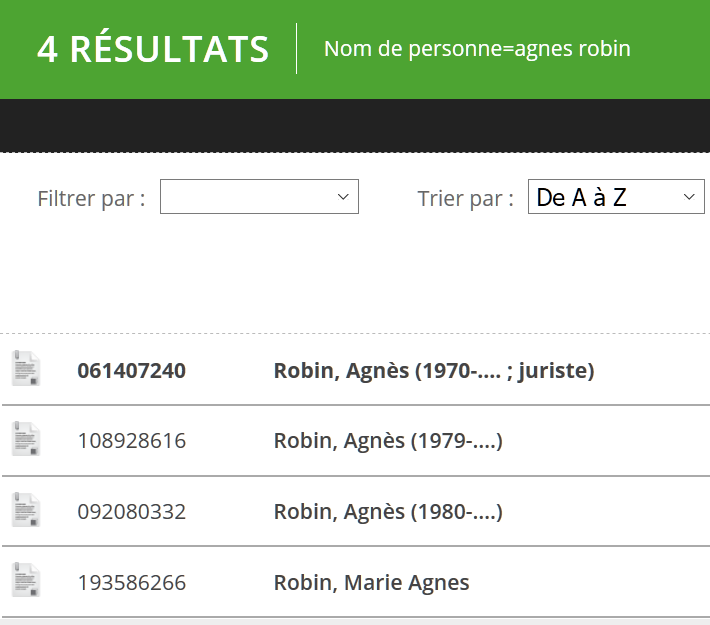 4 RÉSULTATS Nom de personne=agnes robin
Filtrer par : Trier par : De A à Z
061407240 Robin, Agnès (1970-.... ; juriste)
108928616 Robin, Agnès (1979-....)
092080332 Robin, Agnès (1980-....)
193586266 Robin, Marie Agnes